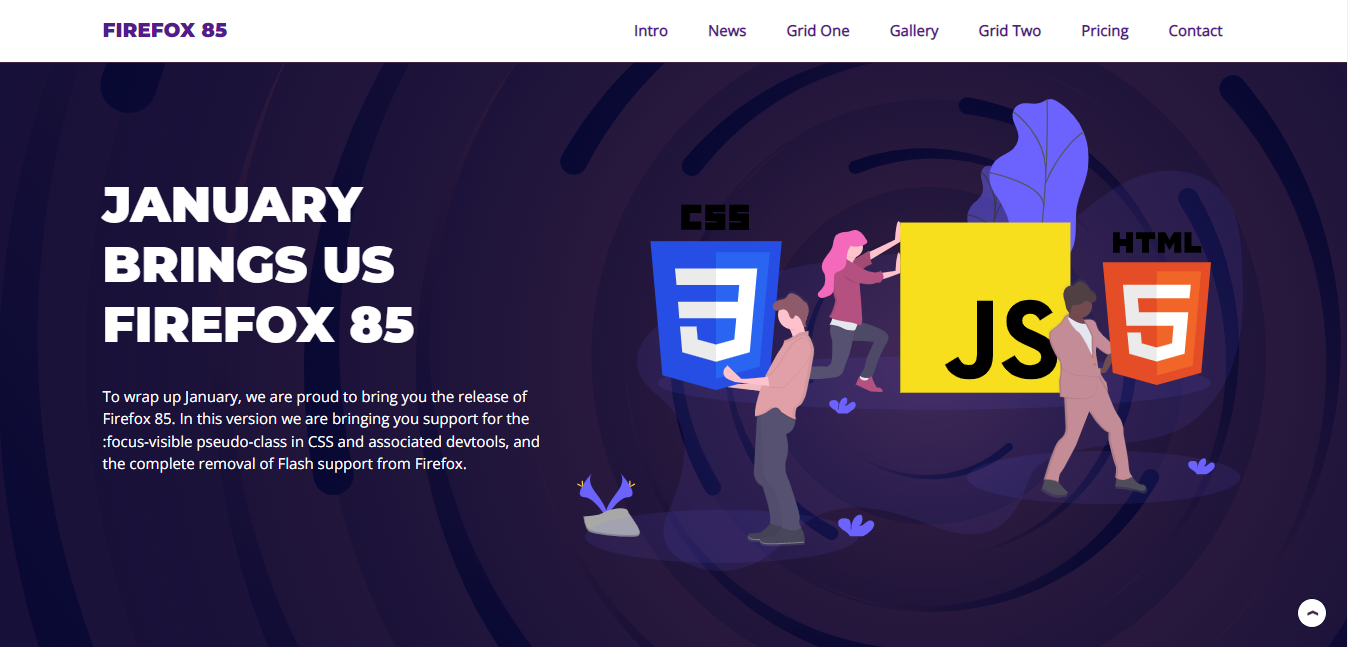 FIREFOX 85
Intro News Grid One Gallery Grid Two Pricing Contact
JANUARY
BRINGS US
FIREFOX 85
To wrap up January, we are proud to bring you the release of
Firefox 85. In this version we are bringing you support for the
:focus-visible pseudo-class in CSS and associated devtools, and
the complete removal of Flash support from Firefox.
CSS
3
JS
HTML
5